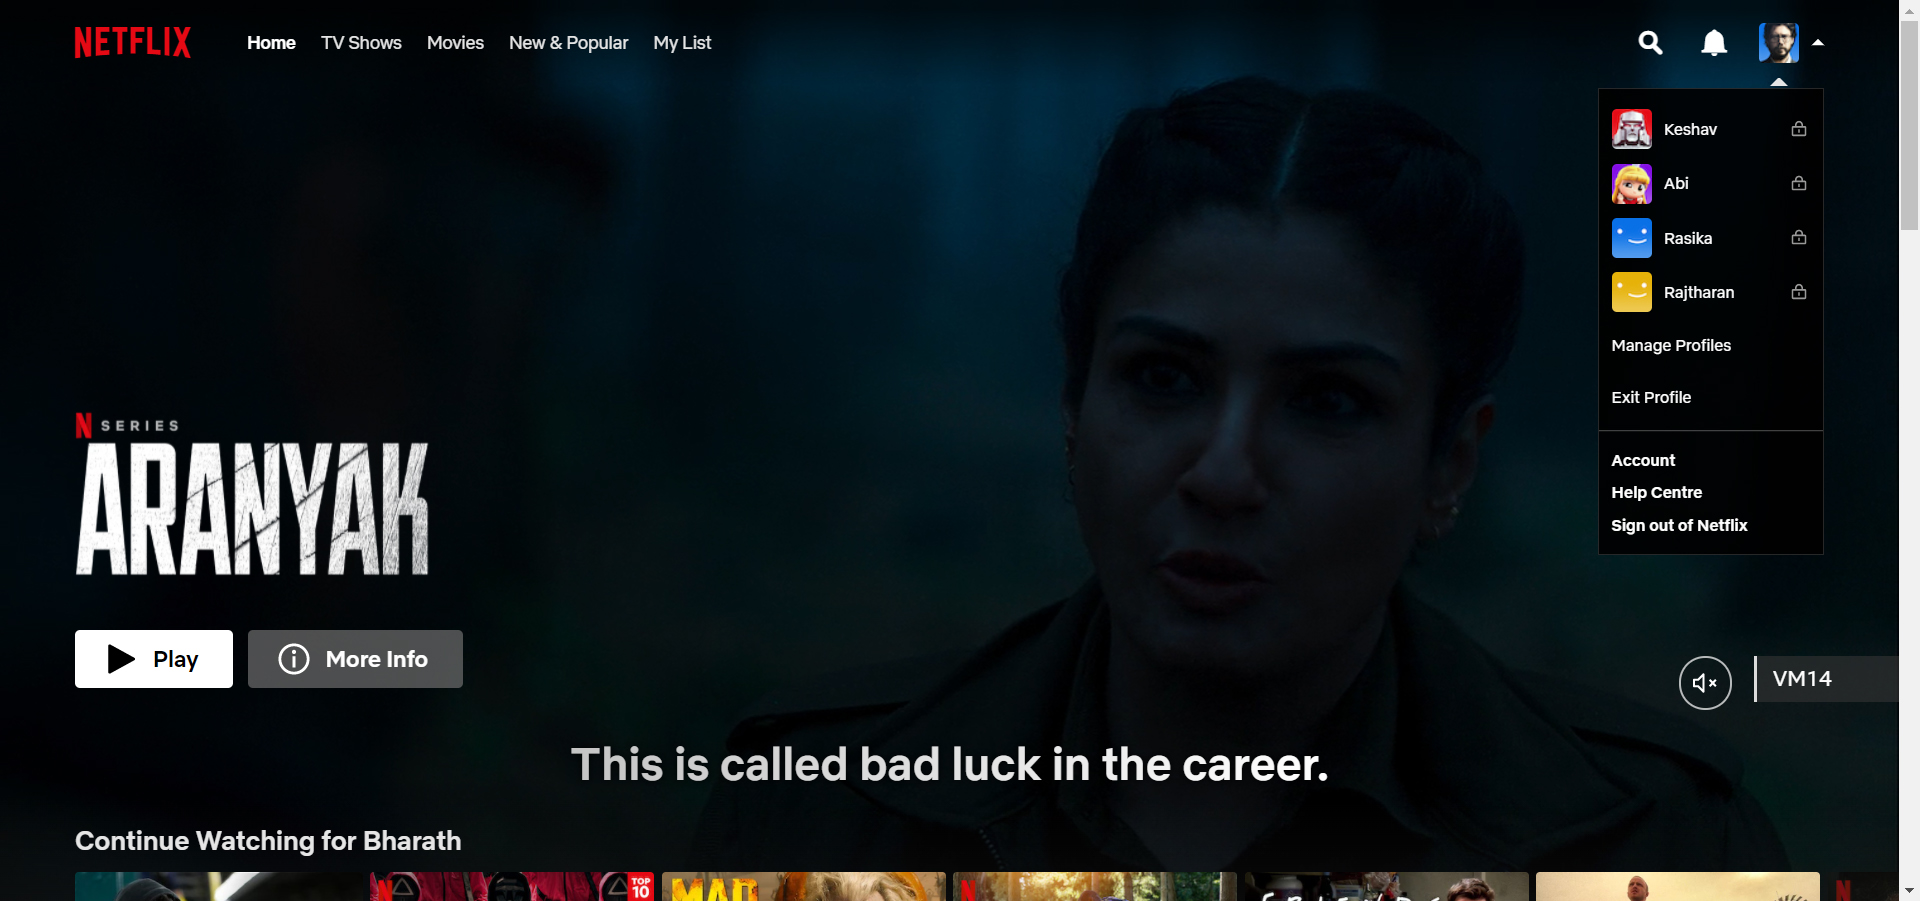 NETFLIX
Home
TV Shows
Movies
New & Popular
My List
Keshav
Abi
Rasika
Rajtharan
Manage Profiles
Exit Profile
Account
Help Centre
Sign out of Netflix
N SERIES
ARANYAK
Play
More Info
VM14
This is called bad luck in the career.
Continue Watching for Bharath
N
TOP
10
MAD
N
FRIENDS
N